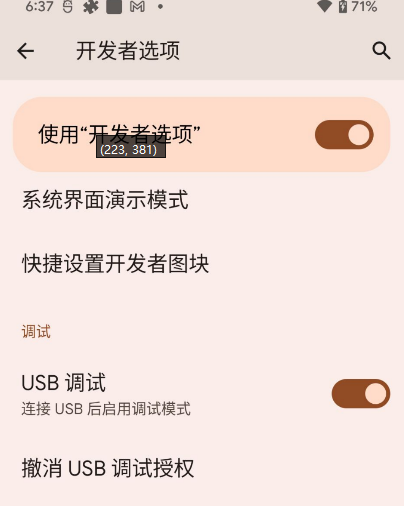 6:37 71%
开发者选项
使用“开发者选项”
(223, 381)
系统界面演示模式
快捷设置开发者图块
调试
USB 调试
连接 USB 后启用调试模式
撤消 USB 调试授权